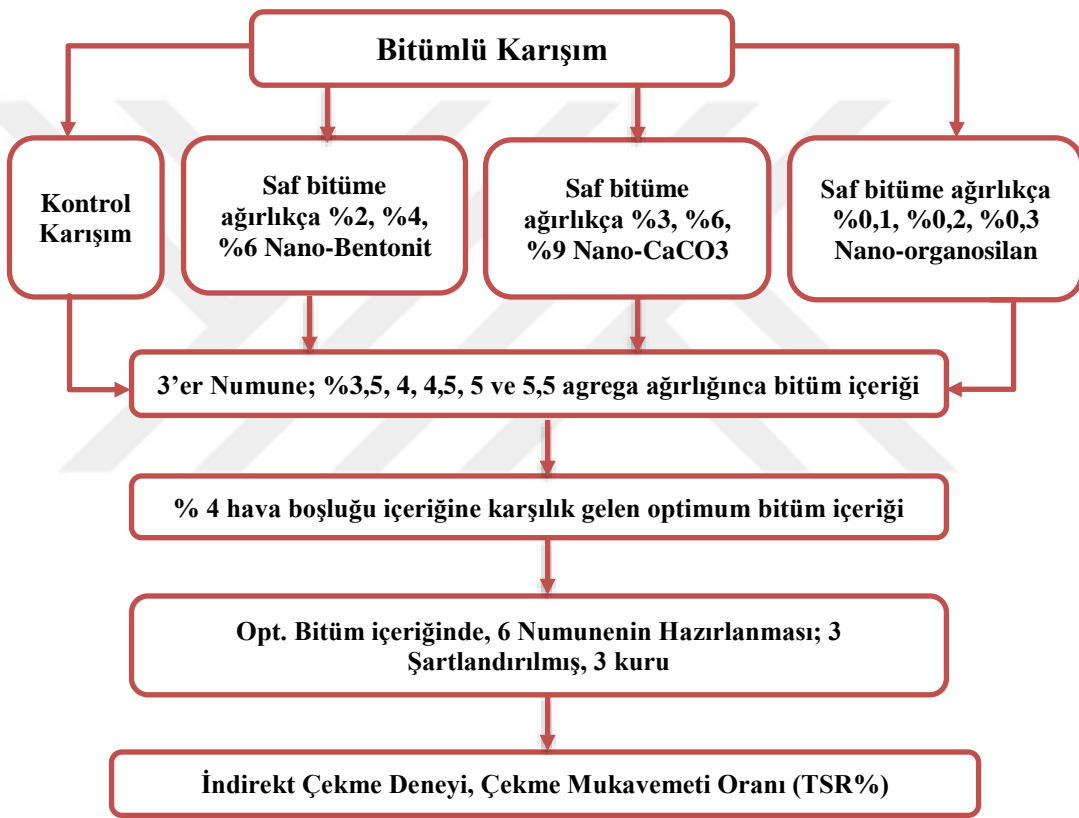 Bitümlü Karışım
Kontrol
Karışım
Saf bitüme
ağırlıkça %2, %4,
%6 Nano-Bentonit
Saf bitüme
ağırlıkça %3, %6,
%9 Nano-CaCO3
Saf bitüme ağırlıkça
%0,1, %0,2, %0,3
Nano-organosilan
3’er Numune; %3,5, 4, 4,5, 5 ve 5,5 agrega ağırlığınca bitüm içeriği
% 4 hava boşluğu içeriğine karşılık gelen optimum bitüm içeriği
Opt. Bitüm içeriğinde, 6 Numunenin Hazırlanması; 3
Şartlandırılmış, 3 kuru
İndirekt Çekme Deneyi, Çekme Mukavemeti Oranı (TSR%)